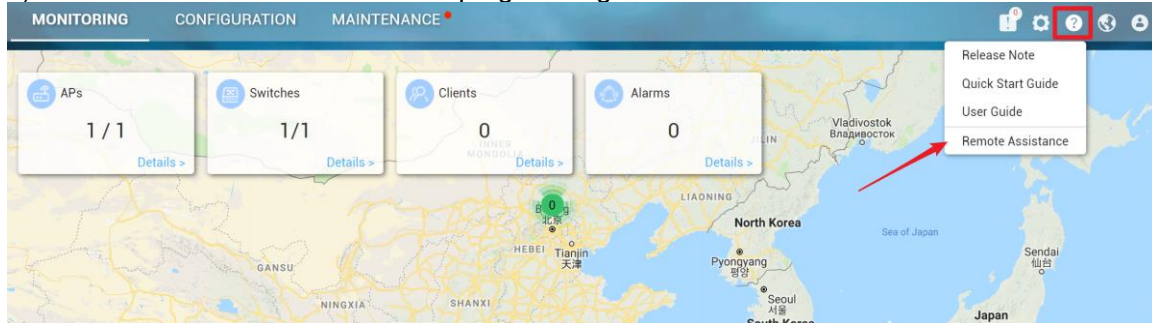 MONITORING CONFIGURATION MAINTENANCE
0
Release Note
Quick Start Guide
User Guide
Remote Assistance
APs
1 / 1
Details >
Switches
1/1
Details >
Clients
0
Details >
Alarms
0
Details >
INNER
MONGOLIA
JILIN
Vladivostok
Владивосток
LIAONING
0
北京
HEBEI
Tianjin
天津
GANSU
NINGXIA
SHANXI
North Korea
Pyongyang
평양
Seoul
서울
South Korea
Sea of Japan
Sendai
仙台
Japan